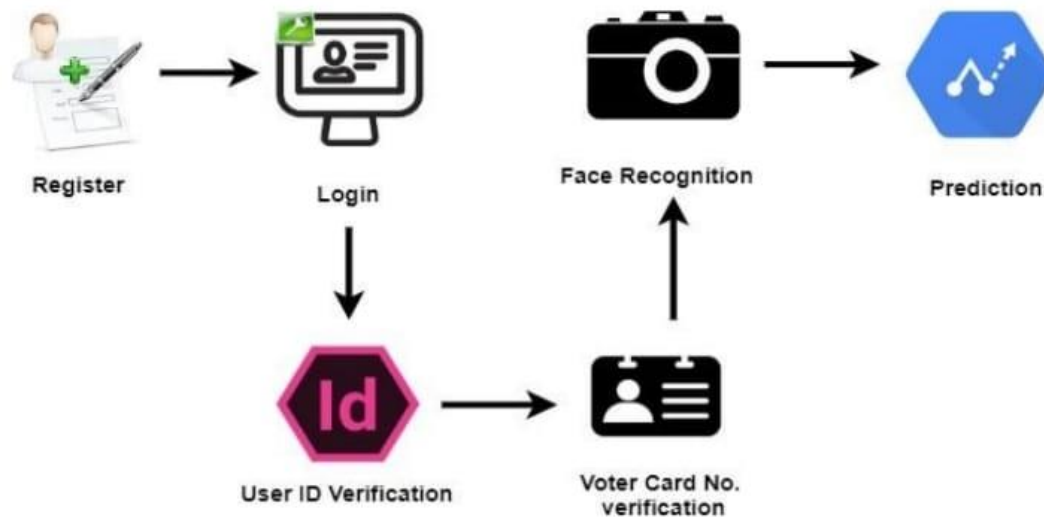 Register
Login
Id
User ID Verification
Voter Card No.
verification
Face Recognition
Prediction